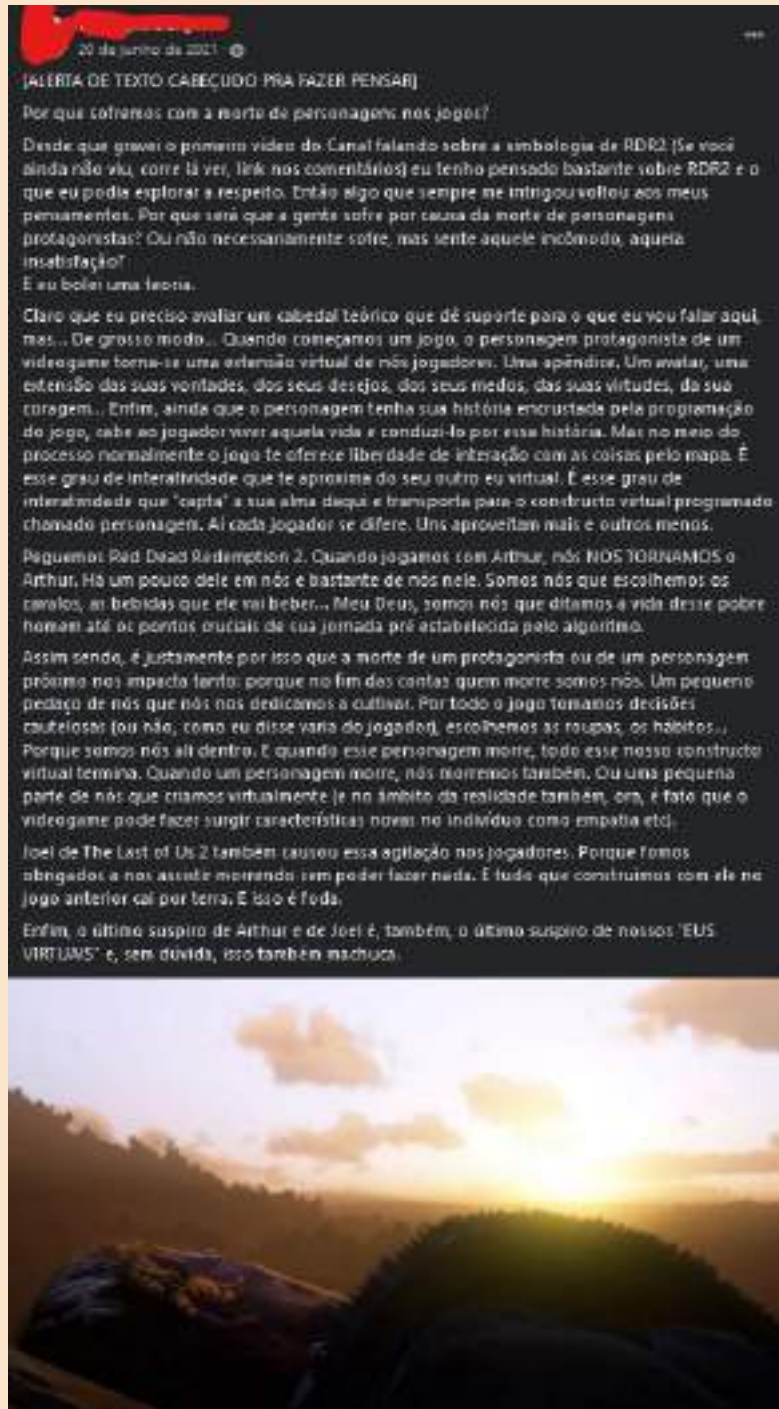 20 de junho de 2021
[ALERTA DE TEXTO CABEÇUDO PRA FAZER PENSAR]
Por que sofremos com a morte de personagens nos jogos?
Desde que gravei o primeiro vídeo do Canal falando sobre a simbologia de RDR2 (Se você
ainda não viu, corre lá ver, link nos comentários) eu tenho pensado bastante sobre RDR2 e o
que eu podia explorar a respeito. Então algo que sempre me intrigou voltou aos meus
pensamentos. Por que será que a gente sofre por causa da morte de personagens
protagonistas? Ou não necessariamente sofre, mas sente aquele incômodo, aquela
insatisfação?
E eu bolei uma teoria.
Claro que eu preciso avaliar um cabedal teórico que dê suporte para o que eu vou falar aqui,
mas... De grosso modo... Quando começamos um jogo, o personagem protagonista de um
videogame torna-se uma extensão virtual de nós jogadores. Uma apêndice. Um avatar, uma
extensão das suas vontades, dos seus desejos, dos seus medos, das suas virtudes, da sua
coragem... Enfim, ainda que o personagem tenha sua história encrustada pela programação
do jogo, cabe ao jogador viver aquela vida e conduzi-lo por essa história. Mas no meio do
processo normalmente o jogo te oferece liberdade de interação com as coisas pelo mapa. É
esse grau de interatividade que te aproxima do seu outro eu virtual. É esse grau de
interatividade que "capta" a sua alma daqui e transporta para o constructo virtual programado
chamado personagem. Aí cada jogador se difere. Uns aproveitam mais e outros menos.
Peguemos Red Dead Redemption 2. Quando jogamos com Arthur, nós NOS TORNAMOS o
Arthur. Há um pouco dele em nós e bastante de nós nele. Somos nós que escolhemos os
cavalos, as bebidas que ele vai beber... Meu Deus, somos nós que ditamos a vida desse pobre
homem até os pontos cruciais de sua jornada pré estabelecida pelo algoritmo.
Assim sendo, é justamente por isso que a morte de um protagonista ou de um personagem
próximo nos impacta tanto: porque no fim das contas quem morre somos nós. Um pequeno
pedaço de nós que nós nos dedicamos a cultivar. Por todo o jogo tomamos decisões
cautelosas (ou não, como eu disse varia do jogador), escolhemos as roupas, os hábitos...
Porque somos nós ali dentro. E quando esse personagem morre, todo esse nosso constructo
virtual termina. Quando um personagem morre, nós morremos também. Ou uma pequena
parte de nós que criamos virtualmente (e no âmbito da realidade também, ora, é fato que o
videogame pode fazer surgir características novas no indivíduo como empatia etc).
Joel de The Last of Us 2 também causou essa agitação nos jogadores. Porque fomos
obrigados a nos assistir morrendo sem poder fazer nada. E tudo que construímos com ele no
jogo anterior cai por terra. E isso é foda.
Enfim, o último suspiro de Arthur e de Joel é, também, o último suspiro de nossos "EUS
VIRTUAIS" e, sem dúvida, isso também machuca.